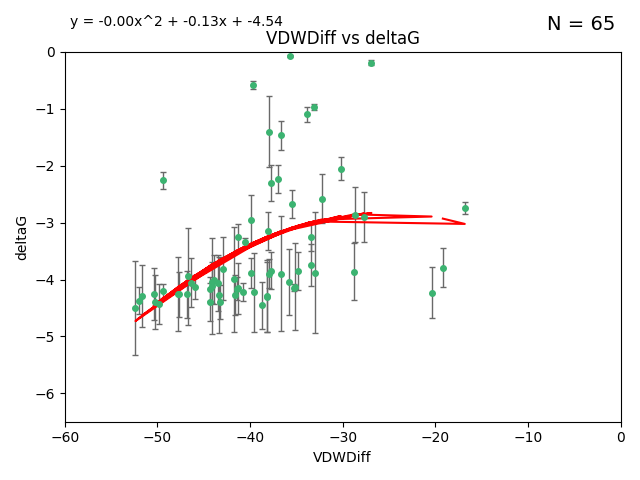 y = -0.00x^2 + -0.13x + -4.54
N = 65
VDWDiff vs deltaG
0
−1
−2
−3
−4
−5
−6
deltaG
−60 −50 −40 −30 −20 −10 0
VDWDiff